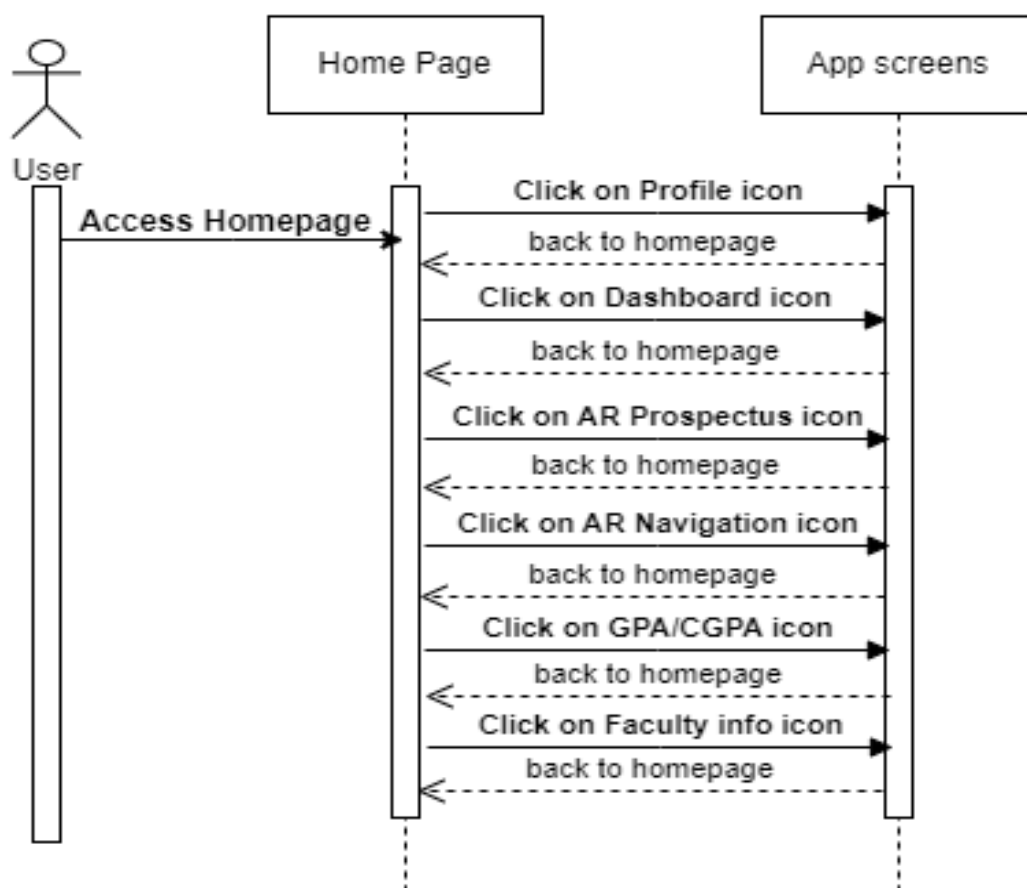 Home Page
App screens
User
Click on Profile icon
Access Homepage
back to homepage
Click on Dashboard icon
back to homepage
Click on AR Prospectus icon
back to homepage
Click on AR Navigation icon
back to homepage
Click on GPA/CGPA icon
back to homepage
Click on Faculty info icon
back to homepage